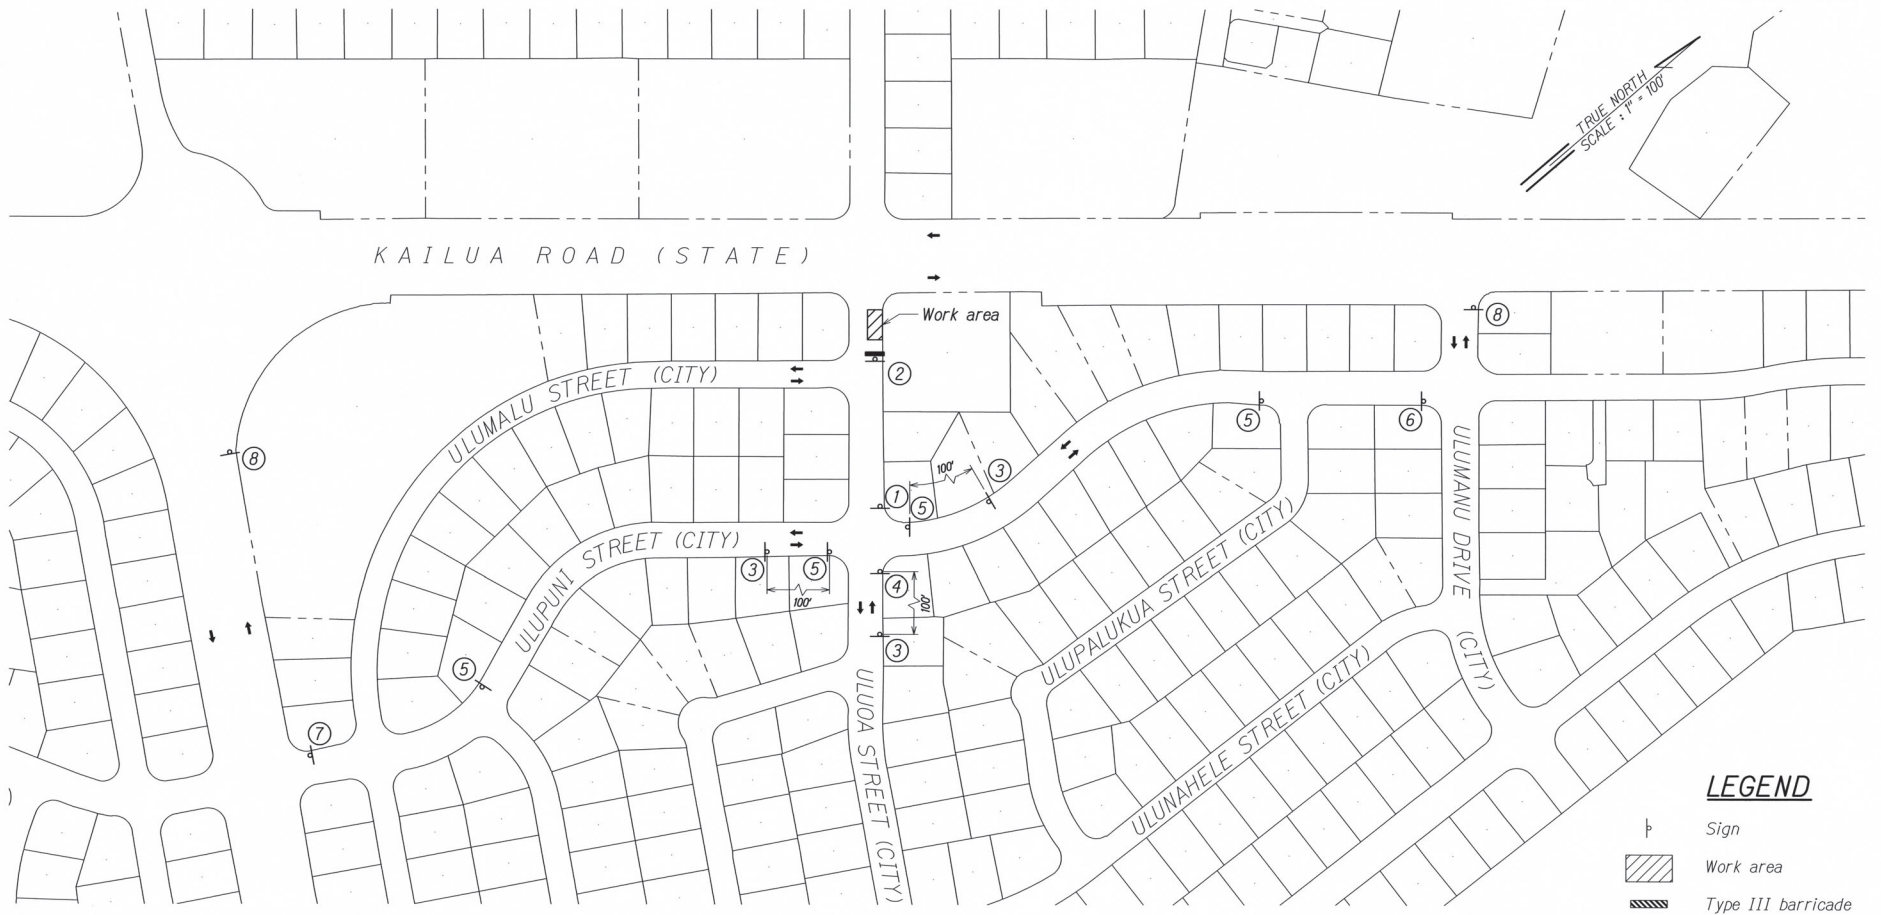 TRUE NORTH
SCALE : 1" = 100'
KAILUA ROAD (STATE)
Work area
8
2
ULUMALU STREET (CITY)
5
6
8
3
100'
1
5
ULUMANU DRIVE
(CITY)
ULUPUNI STREET (CITY)
3
5
100'
4
100'
3
ULUPALUKUA STREET (CITY)
5
7
ULUOA STREET (CITY)
ULUNAHELE STREET (CITY)
LEGEND
Sign
Work area
Type III barricade